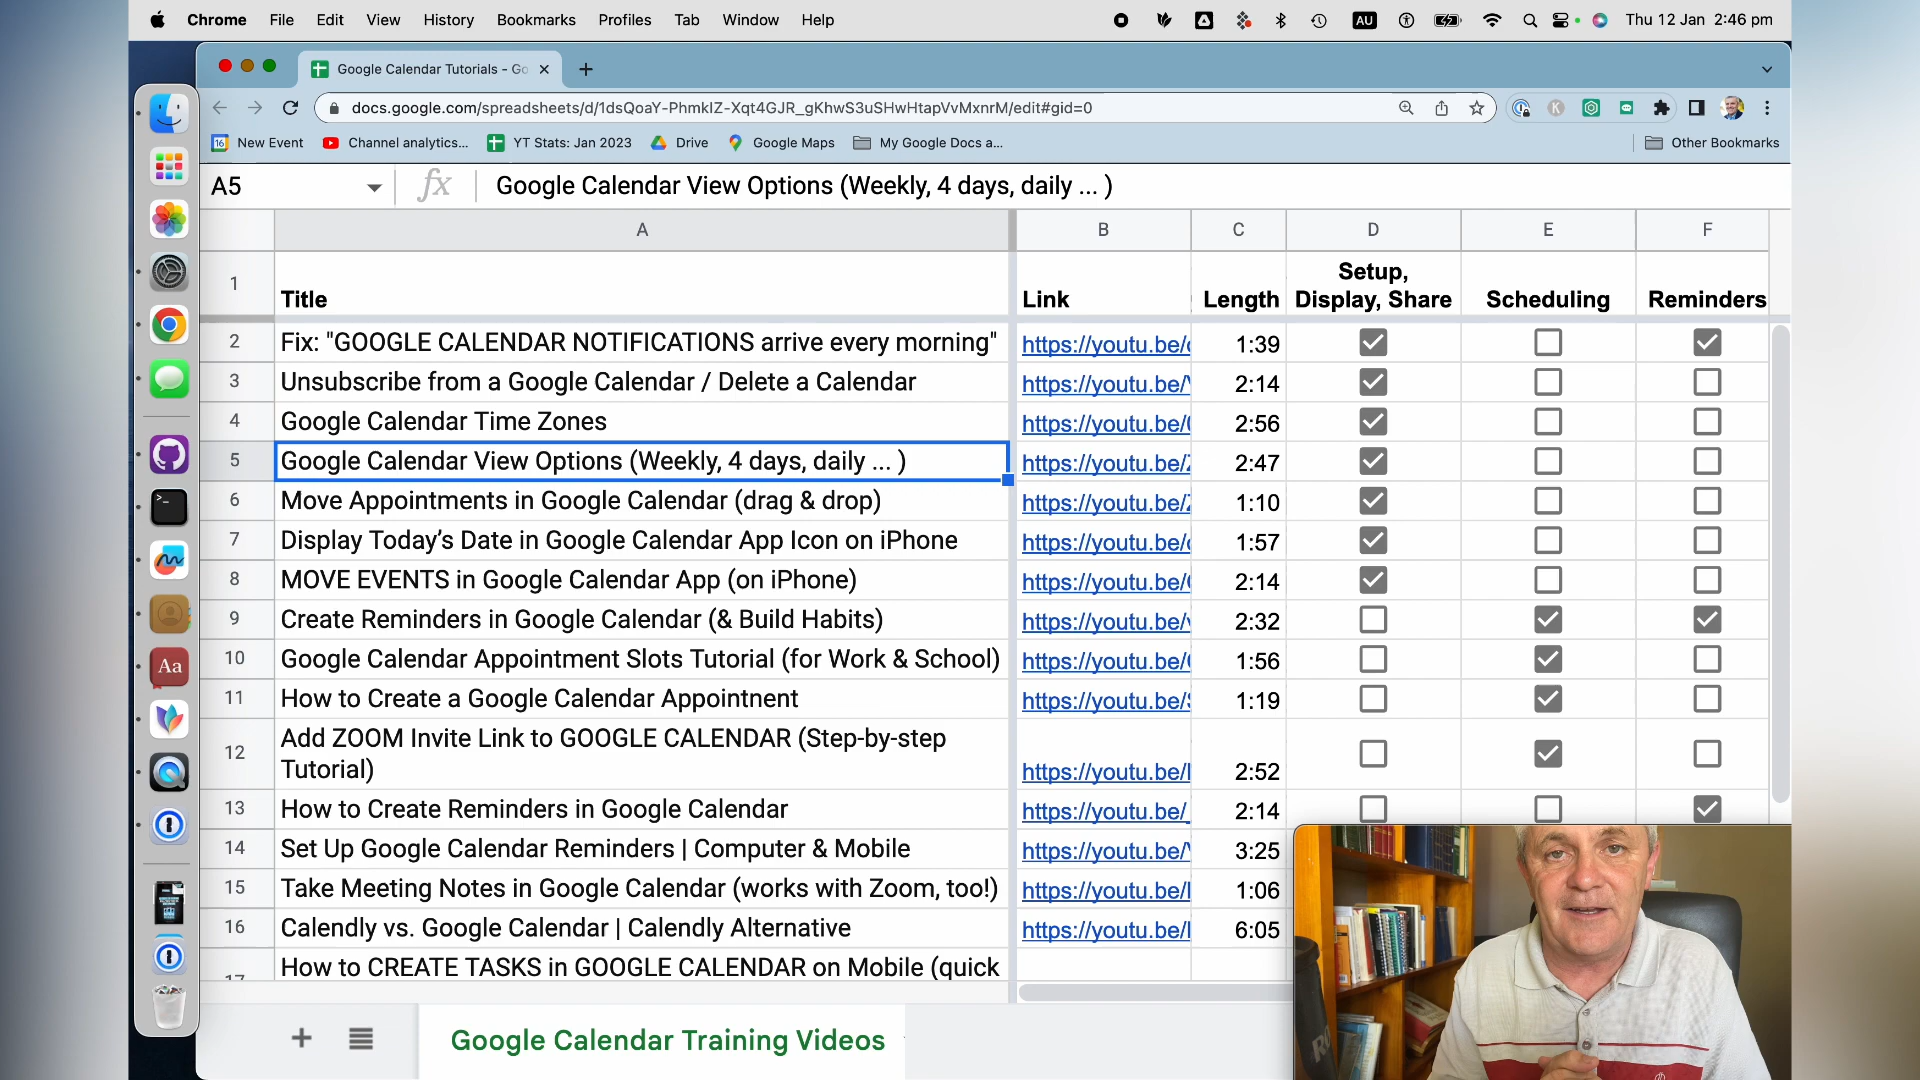 Chrome File Edit View History Bookmarks Profiles Tab Window Help AU Thu 12 Jan 2:46 pm
Google Calendar Tutorials - Go
docs.google.com/spreadsheets/d/1dsQoaY-PhmkIZ-Xqt4GJR_gKhwS3uSHwHtapVvMxnrM/edit#gid=0
16 New Event Channel analytics... YT Stats: Jan 2023 Drive Google Maps My Google Docs a... Other Bookmarks
A5 fx Google Calendar View Options (Weekly, 4 days, daily ... )
A B C D E F
1 Title Link Length Setup, Display, Share Scheduling Reminders
2 Fix: "GOOGLE CALENDAR NOTIFICATIONS arrive every morning" https://youtu.be/ 1:39
3 Unsubscribe from a Google Calendar / Delete a Calendar https://youtu.be/ 2:14
4 Google Calendar Time Zones https://youtu.be/ 2:56
5 Google Calendar View Options (Weekly, 4 days, daily ... ) https://youtu.be/ 2:47
6 Move Appointments in Google Calendar (drag & drop) https://youtu.be/ 1:10
7 Display Today’s Date in Google Calendar App Icon on iPhone https://youtu.be/ 1:57
8 MOVE EVENTS in Google Calendar App (on iPhone) https://youtu.be/ 2:14
9 Create Reminders in Google Calendar (& Build Habits) https://youtu.be/ 2:32
10 Google Calendar Appointment Slots Tutorial (for Work & School) https://youtu.be/ 1:56
11 How to Create a Google Calendar Appointnent https://youtu.be/ 1:19
12 Add ZOOM Invite Link to GOOGLE CALENDAR (Step-by-step
Tutorial) https://youtu.be/ 2:52
13 How to Create Reminders in Google Calendar https://youtu.be/ 2:14
14 Set Up Google Calendar Reminders | Computer & Mobile https://youtu.be/ 3:25
15 Take Meeting Notes in Google Calendar (works with Zoom, too!) https://youtu.be/ 1:06
16 Calendly vs. Google Calendar | Calendly Alternative https://youtu.be/ 6:05
17 How to CREATE TASKS in GOOGLE CALENDAR on Mobile (quick
Aa
Google Calendar Training Videos